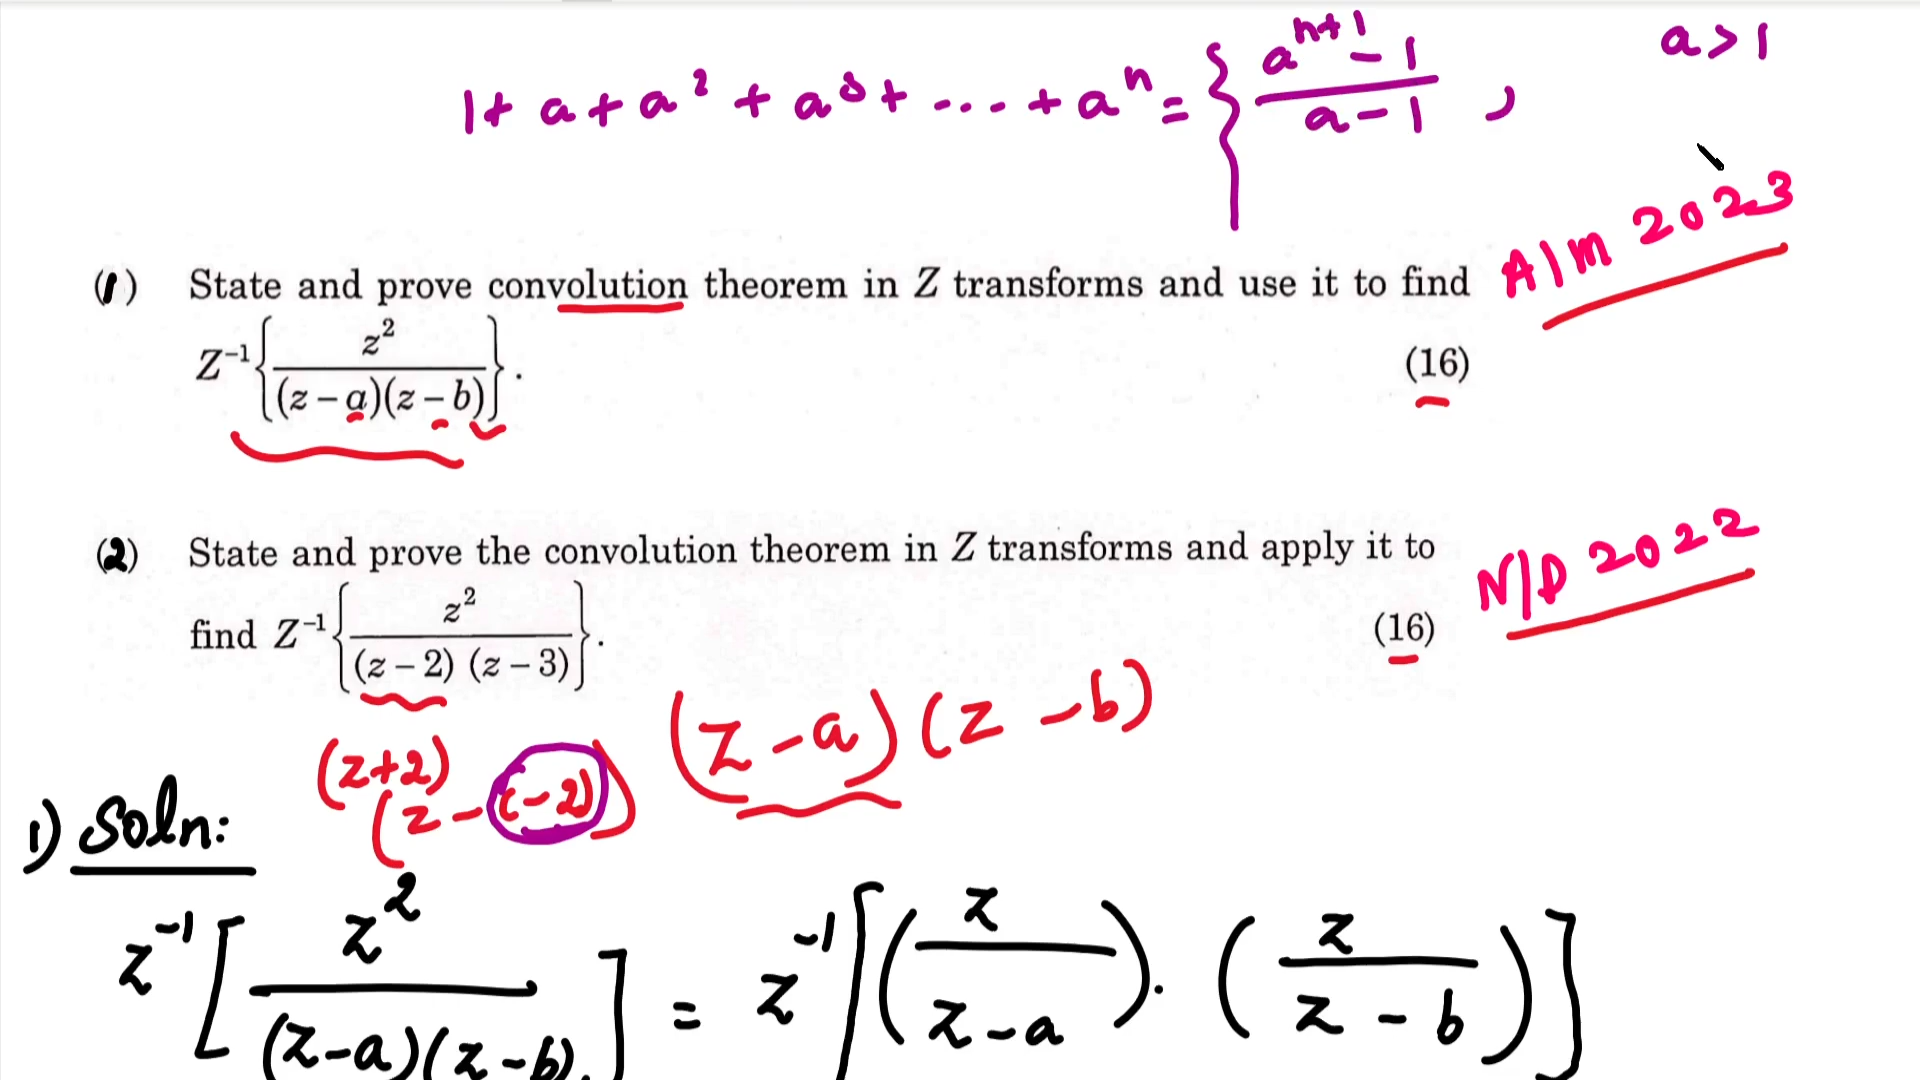 1 + a + a² + a³ + ... + aⁿ = { (aⁿ⁺¹ - 1)/(a - 1) , a > 1
(1) State and prove convolution theorem in Z transforms and use it to find A/M 2023
Z⁻¹{z²/((z – a)(z – b))}. (16)
(2) State and prove the convolution theorem in Z transforms and apply it to N/D 2022
find Z⁻¹{z²/((z – 2) (z – 3))}. (16)
(z-a)(z-b)
(z+2)
(z-(-2))
1) Soln:
z⁻¹[z²/((z-a)(z-b))] = z⁻¹[(z/(z-a)) . (z/(z-b))]